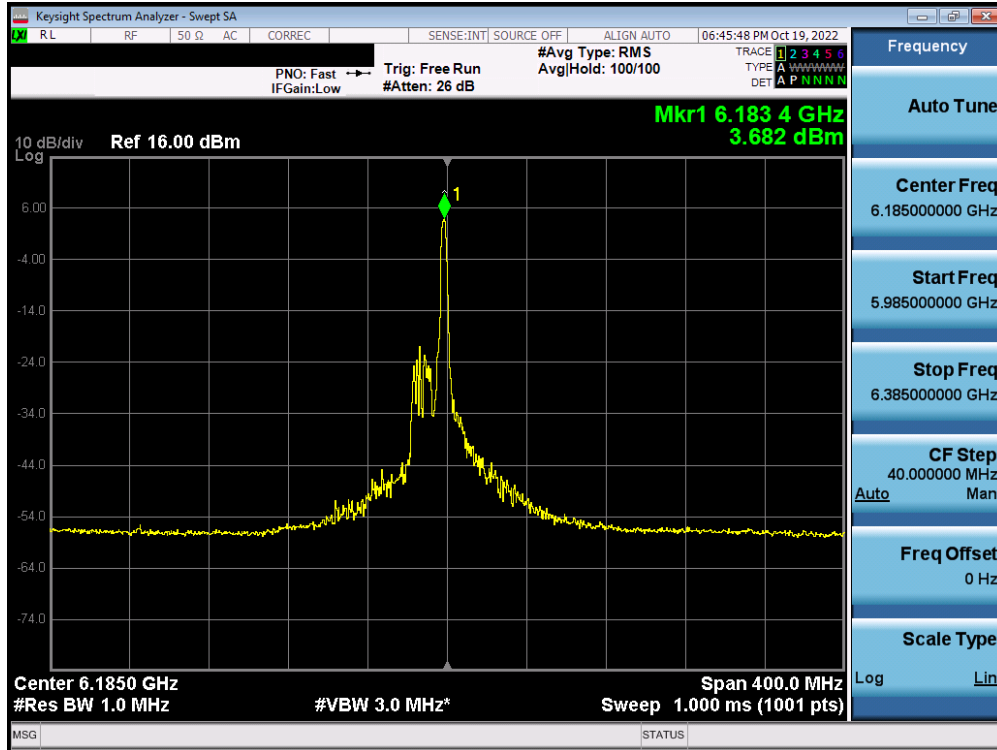 Keysight Spectrum Analyzer - Swept SA
LXI RL RF 50 Ω AC CORREC SENSE:INT SOURCE OFF ALIGN AUTO 06:45:48 PM Oct 19, 2022
Frequency
#Avg Type: RMS TRACE 1 2 3 4 5 6
PNO: Fast Trig: Free Run Avg|Hold: 100/100 TYPE A WWWWW
IFGain:Low #Atten: 26 dB DET A P N N N N
Auto Tune
Mkr1 6.183 4 GHz
3.682 dBm
10 dB/div Ref 16.00 dBm
Log
1
6.00
-4.00
-14.0
-24.0
-34.0
-44.0
-54.0
-64.0
-74.0
Center Freq
6.185000000 GHz
Start Freq
5.985000000 GHz
Stop Freq
6.385000000 GHz
CF Step
40.000000 MHz
Auto Man
Freq Offset
0 Hz
Scale Type
Log Lin
Center 6.1850 GHz Span 400.0 MHz
#Res BW 1.0 MHz #VBW 3.0 MHz* Sweep 1.000 ms (1001 pts)
MSG STATUS